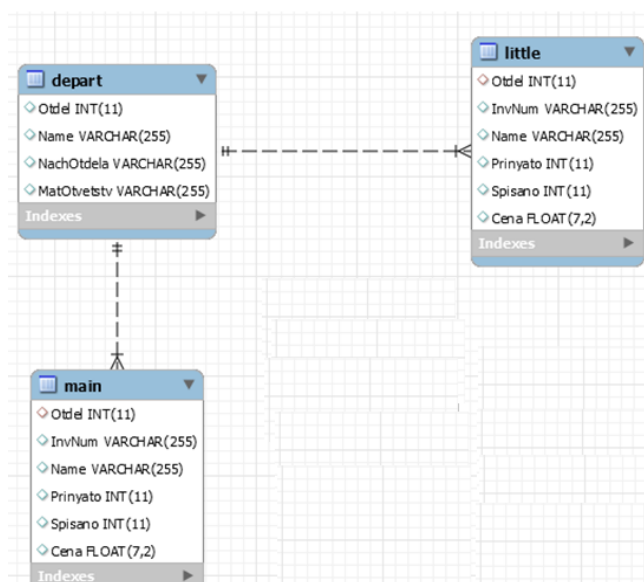 depart
Otdel INT(11)
Name VARCHAR(255)
NachOtdela VARCHAR(255)
MatOtvetstv VARCHAR(255)
Indexes
little
Otdel INT(11)
InvNum VARCHAR(255)
Name VARCHAR(255)
Prinyato INT(11)
Spisano INT(11)
Cena FLOAT(7,2)
Indexes
main
Otdel INT(11)
InvNum VARCHAR(255)
Name VARCHAR(255)
Prinyato INT(11)
Spisano INT(11)
Cena FLOAT(7,2)
Indexes